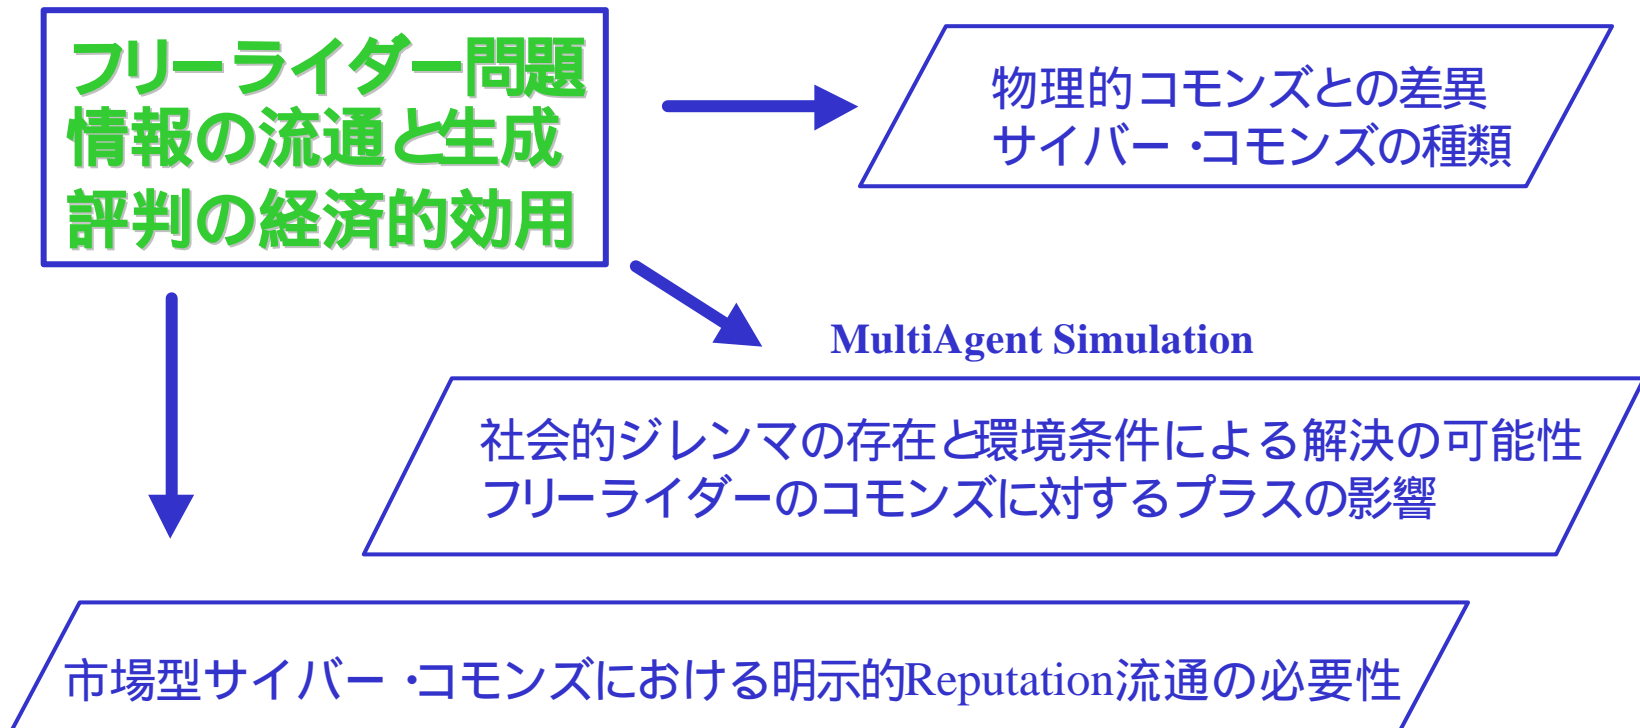 フリーライダー問題
情報の流通と生成
評判の経済的効用
物理的コモンズとの差異
サイバー・コモンズの種類
MultiAgent Simulation
社会的ジレンマの存在と環境条件による解決の可能性
フリーライダーのコモンズに対するプラスの影響
市場型サイバー・コモンズにおける明示的Reputation流通の必要性